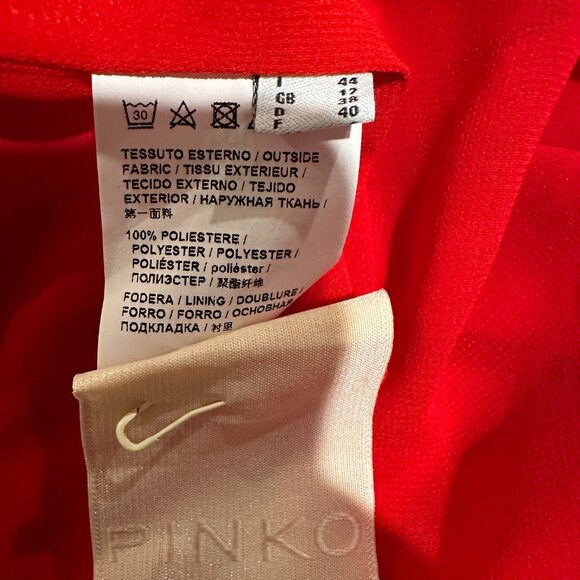 I 44
GB 12
D 38
F 40
30
TESSUTO ESTERNO / OUTSIDE
FABRIC / TISSU EXTERIEUR /
TECIDO EXTERNO / TEJIDO
EXTERIOR / НАРУЖНАЯ ТКАНЬ /
第一面料
100% POLIESTERE /
POLYESTER / POLYESTER /
POLIÉSTER / poliéster /
ПОЛИЭСТЕР / 聚酯纤维
FODERA / LINING / DOUBLURE /
FORRO / FORRO / ОСНОВНАЯ
ПОДКЛАДКА / 衬里
PINKO